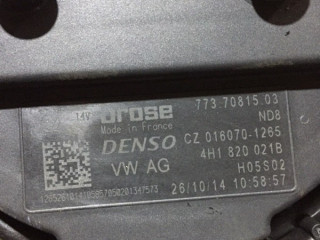 14V brose 773.70815.03
Made in France ND8
DENSO CZ 016070-1265
VW AG 4H1 820 021B
H05S02
26/10/14 10:58:57